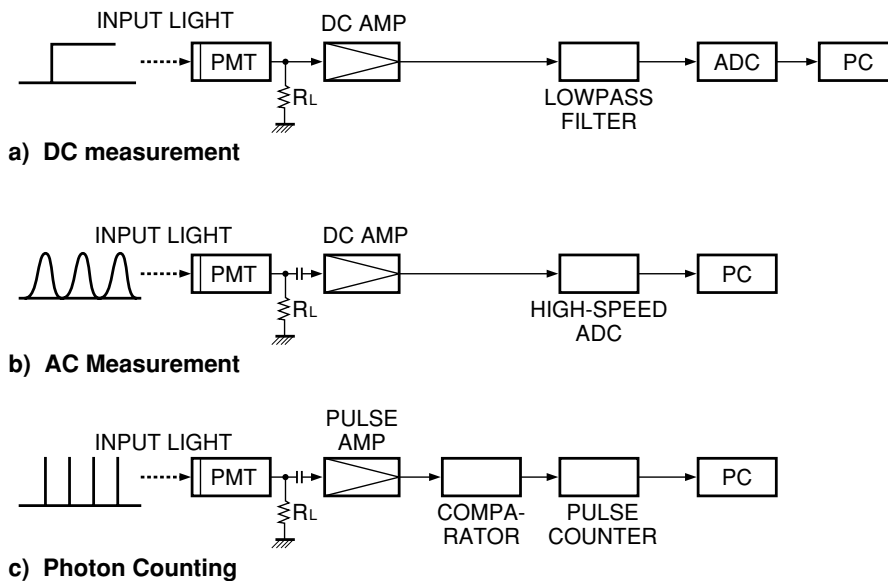 INPUT LIGHT
DC AMP
PMT
ADC
PC
RL
LOWPASS
FILTER
a) DC measurement
INPUT LIGHT
DC AMP
PMT
PC
RL
HIGH-SPEED
ADC
b) AC Measurement
PULSE
AMP
INPUT LIGHT
PMT
PC
RL
COMPA-
RATOR
PULSE
COUNTER
c) Photon Counting